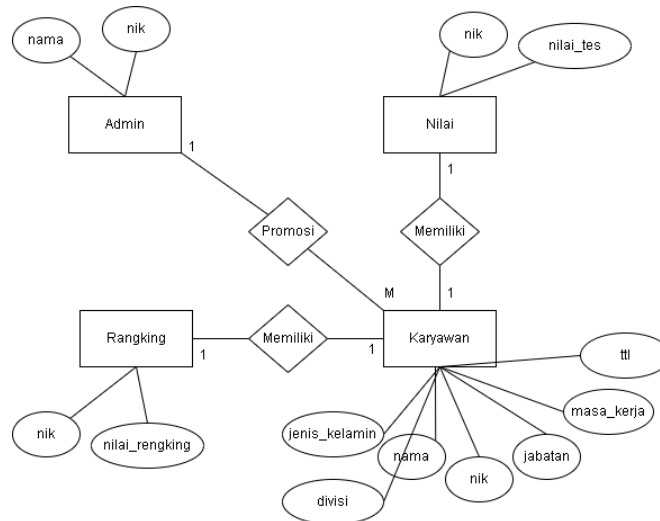 nama
nik
nik
nilai_tes
Admin
Nilai
1
1
Promosi
Memiliki
M
1
Rangking
Memiliki
Karyawan
1
1
ttl
masa_kerja
nik
nilai_rengking
jenis_kelamin
nama
jabatan
nik
divisi